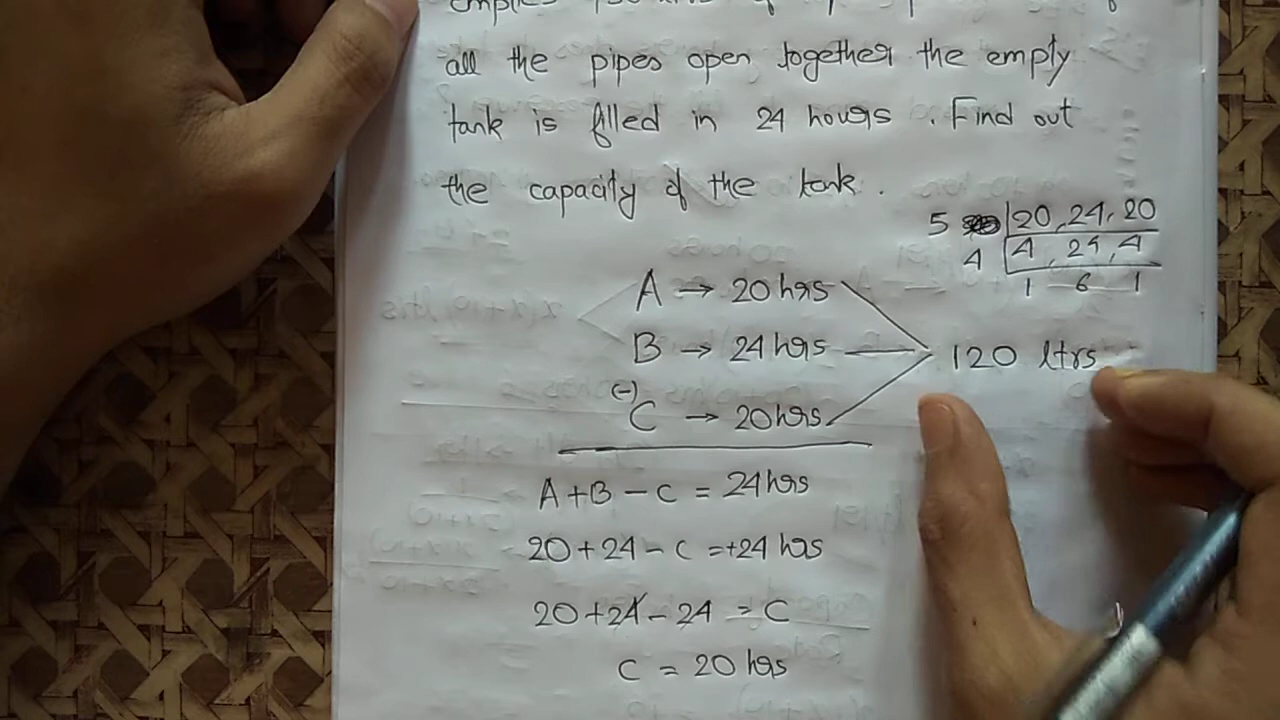 all the pipes open together the empty
tank is filled in 24 hours . Find out
the capacity of the tank .
5 | 20, 24, 20
4 | 4, 24, 4
1 6 1
A → 20 hrs
B → 24 hrs
120 ltrs
(-)
C → 20 hrs
A + B - C = 24 hrs
20 + 24 - C = +24 hrs
20 + 24 - 24 = C
C = 20 hrs